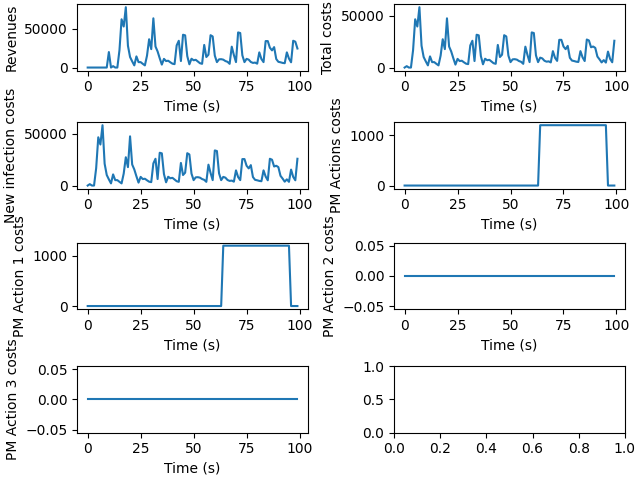 Revenues
50000
0
0 25 50 75 100
Time (s)
Total costs
50000
0
0 25 50 75 100
Time (s)
New infection costs
50000
0
0 25 50 75 100
Time (s)
PM Actions costs
1000
0
0 25 50 75 100
Time (s)
PM Action 1 costs
1000
0
0 25 50 75 100
Time (s)
PM Action 2 costs
0.05
0.00
−0.05
0 25 50 75 100
Time (s)
PM Action 3 costs
0.05
0.00
−0.05
0 25 50 75 100
Time (s)
1.0
0.5
0.0
0.0 0.2 0.4 0.6 0.8 1.0